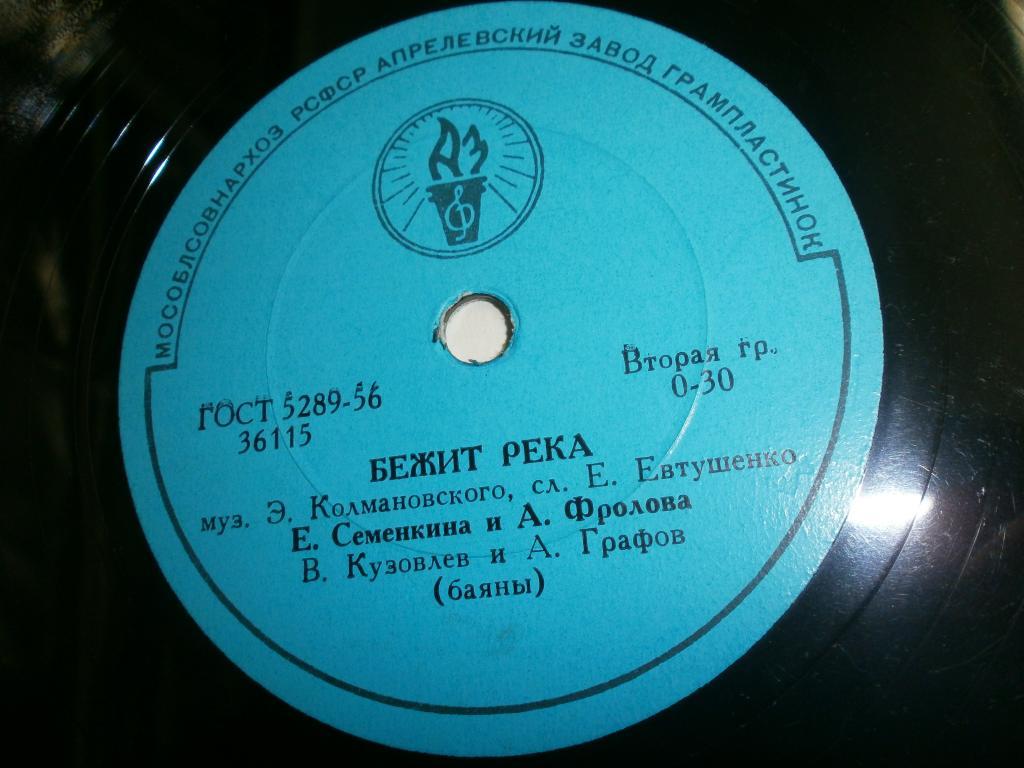 МОСОБЛСОВНАРХОЗ РСФСР АПРЕЛЕВСКИЙ ЗАВОД ГРАМПЛАСТИНОК
АЗ
ГОСТ 5289-56
36115
Вторая гр.
0-30
БЕЖИТ РЕКА
муз. Э. Колмановского, сл. Е. Евтушенко
Е. Семенкина и А. Фролова
В. Кузовлев и А. Графов
(баяны)